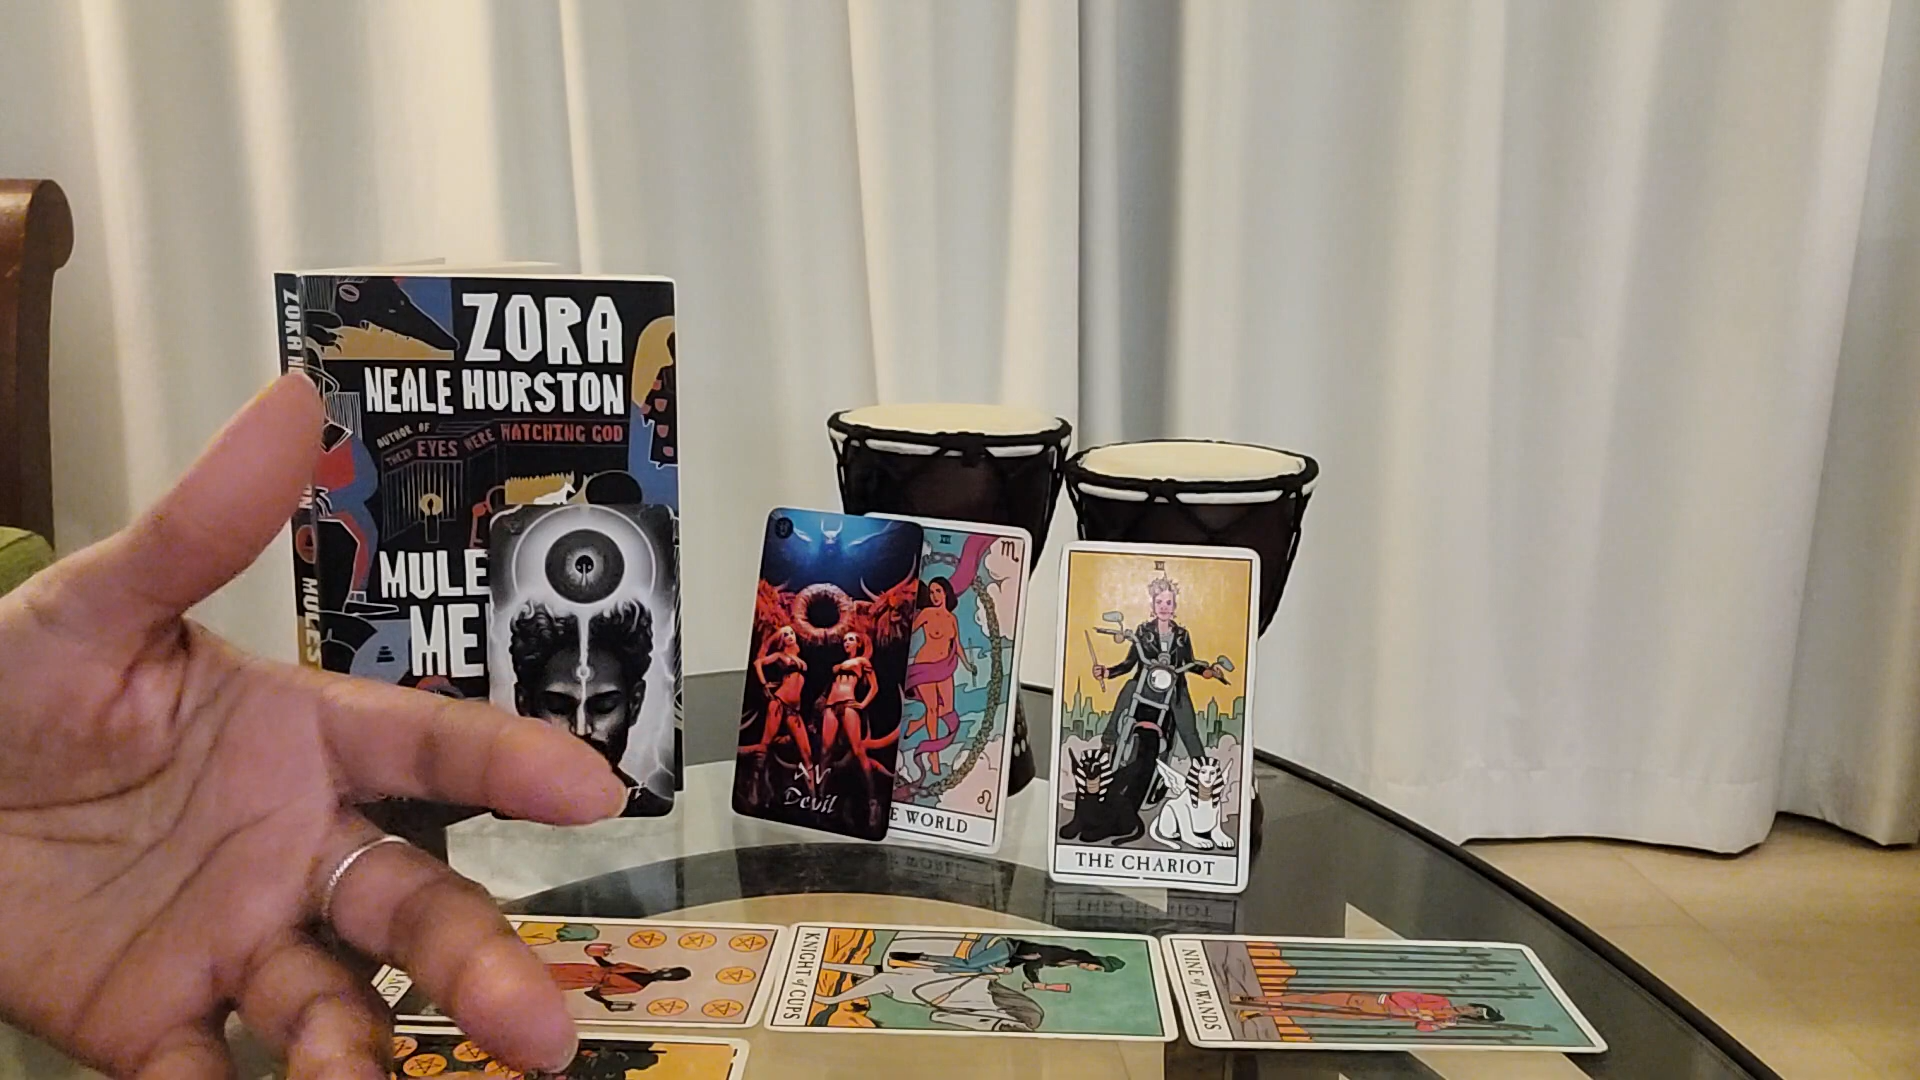 ZORA
NEALE HURSTON
AUTHOR OF
THEIR EYES WERE WATCHING GOD
MULE
ME
MULES
XV
Devil
E WORLD
THE CHARIOT
KNIGHT of CUPS
NINE of WANDS